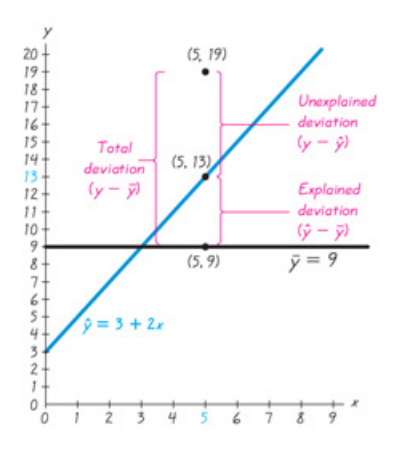 y
20
(5, 19)
19
18
17
Unexplained
deviation
(y − ŷ)
16
15
Total
deviation
(y − ȳ)
14
(5, 13)
13
12
Explained
deviation
(ŷ − ȳ)
11
10
9
(5, 9)
ȳ = 9
8
7
6
5
ŷ = 3 + 2x
4
3
2
1
0
x
0 1 2 3 4 5 6 7 8 9